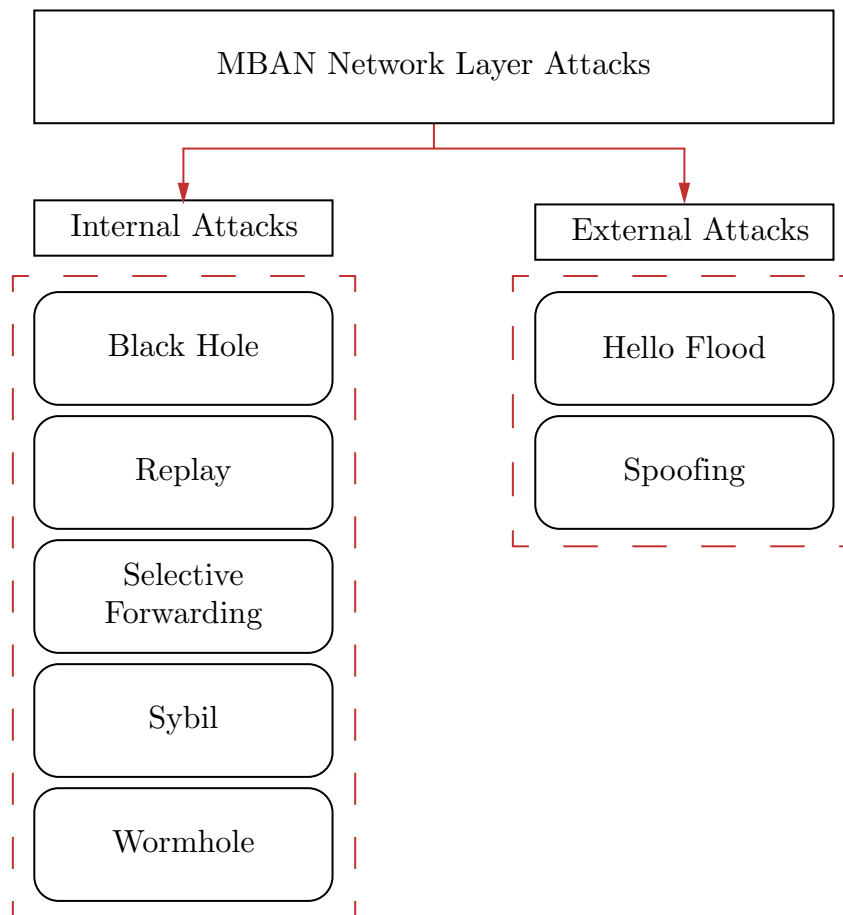 MBAN Network Layer Attacks
Internal Attacks
Black Hole
Replay
Selective
Forwarding
Sybil
Wormhole
External Attacks
Hello Flood
Spoofing